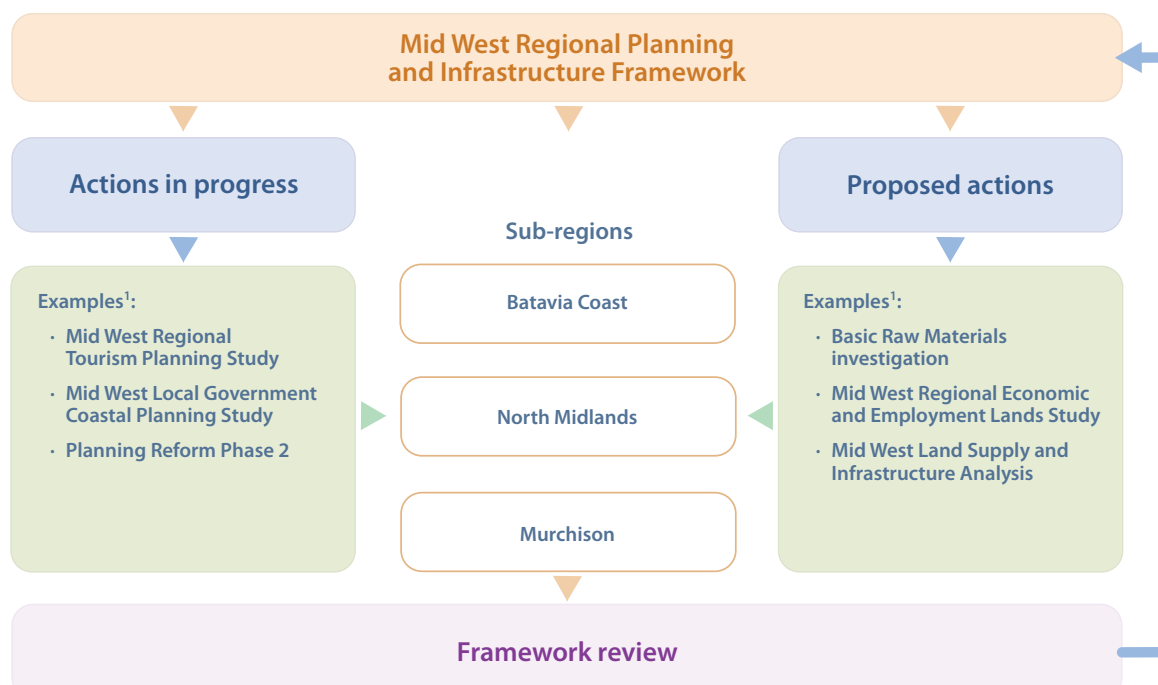 Mid West Regional Planning
and Infrastructure Framework
Actions in progress
Examples¹:
· Mid West Regional
Tourism Planning Study
· Mid West Local Government
Coastal Planning Study
· Planning Reform Phase 2
Sub-regions
Batavia Coast
North Midlands
Murchison
Proposed actions
Examples¹:
· Basic Raw Materials
investigation
· Mid West Regional Economic
and Employment Lands Study
· Mid West Land Supply and
Infrastructure Analysis
Framework review